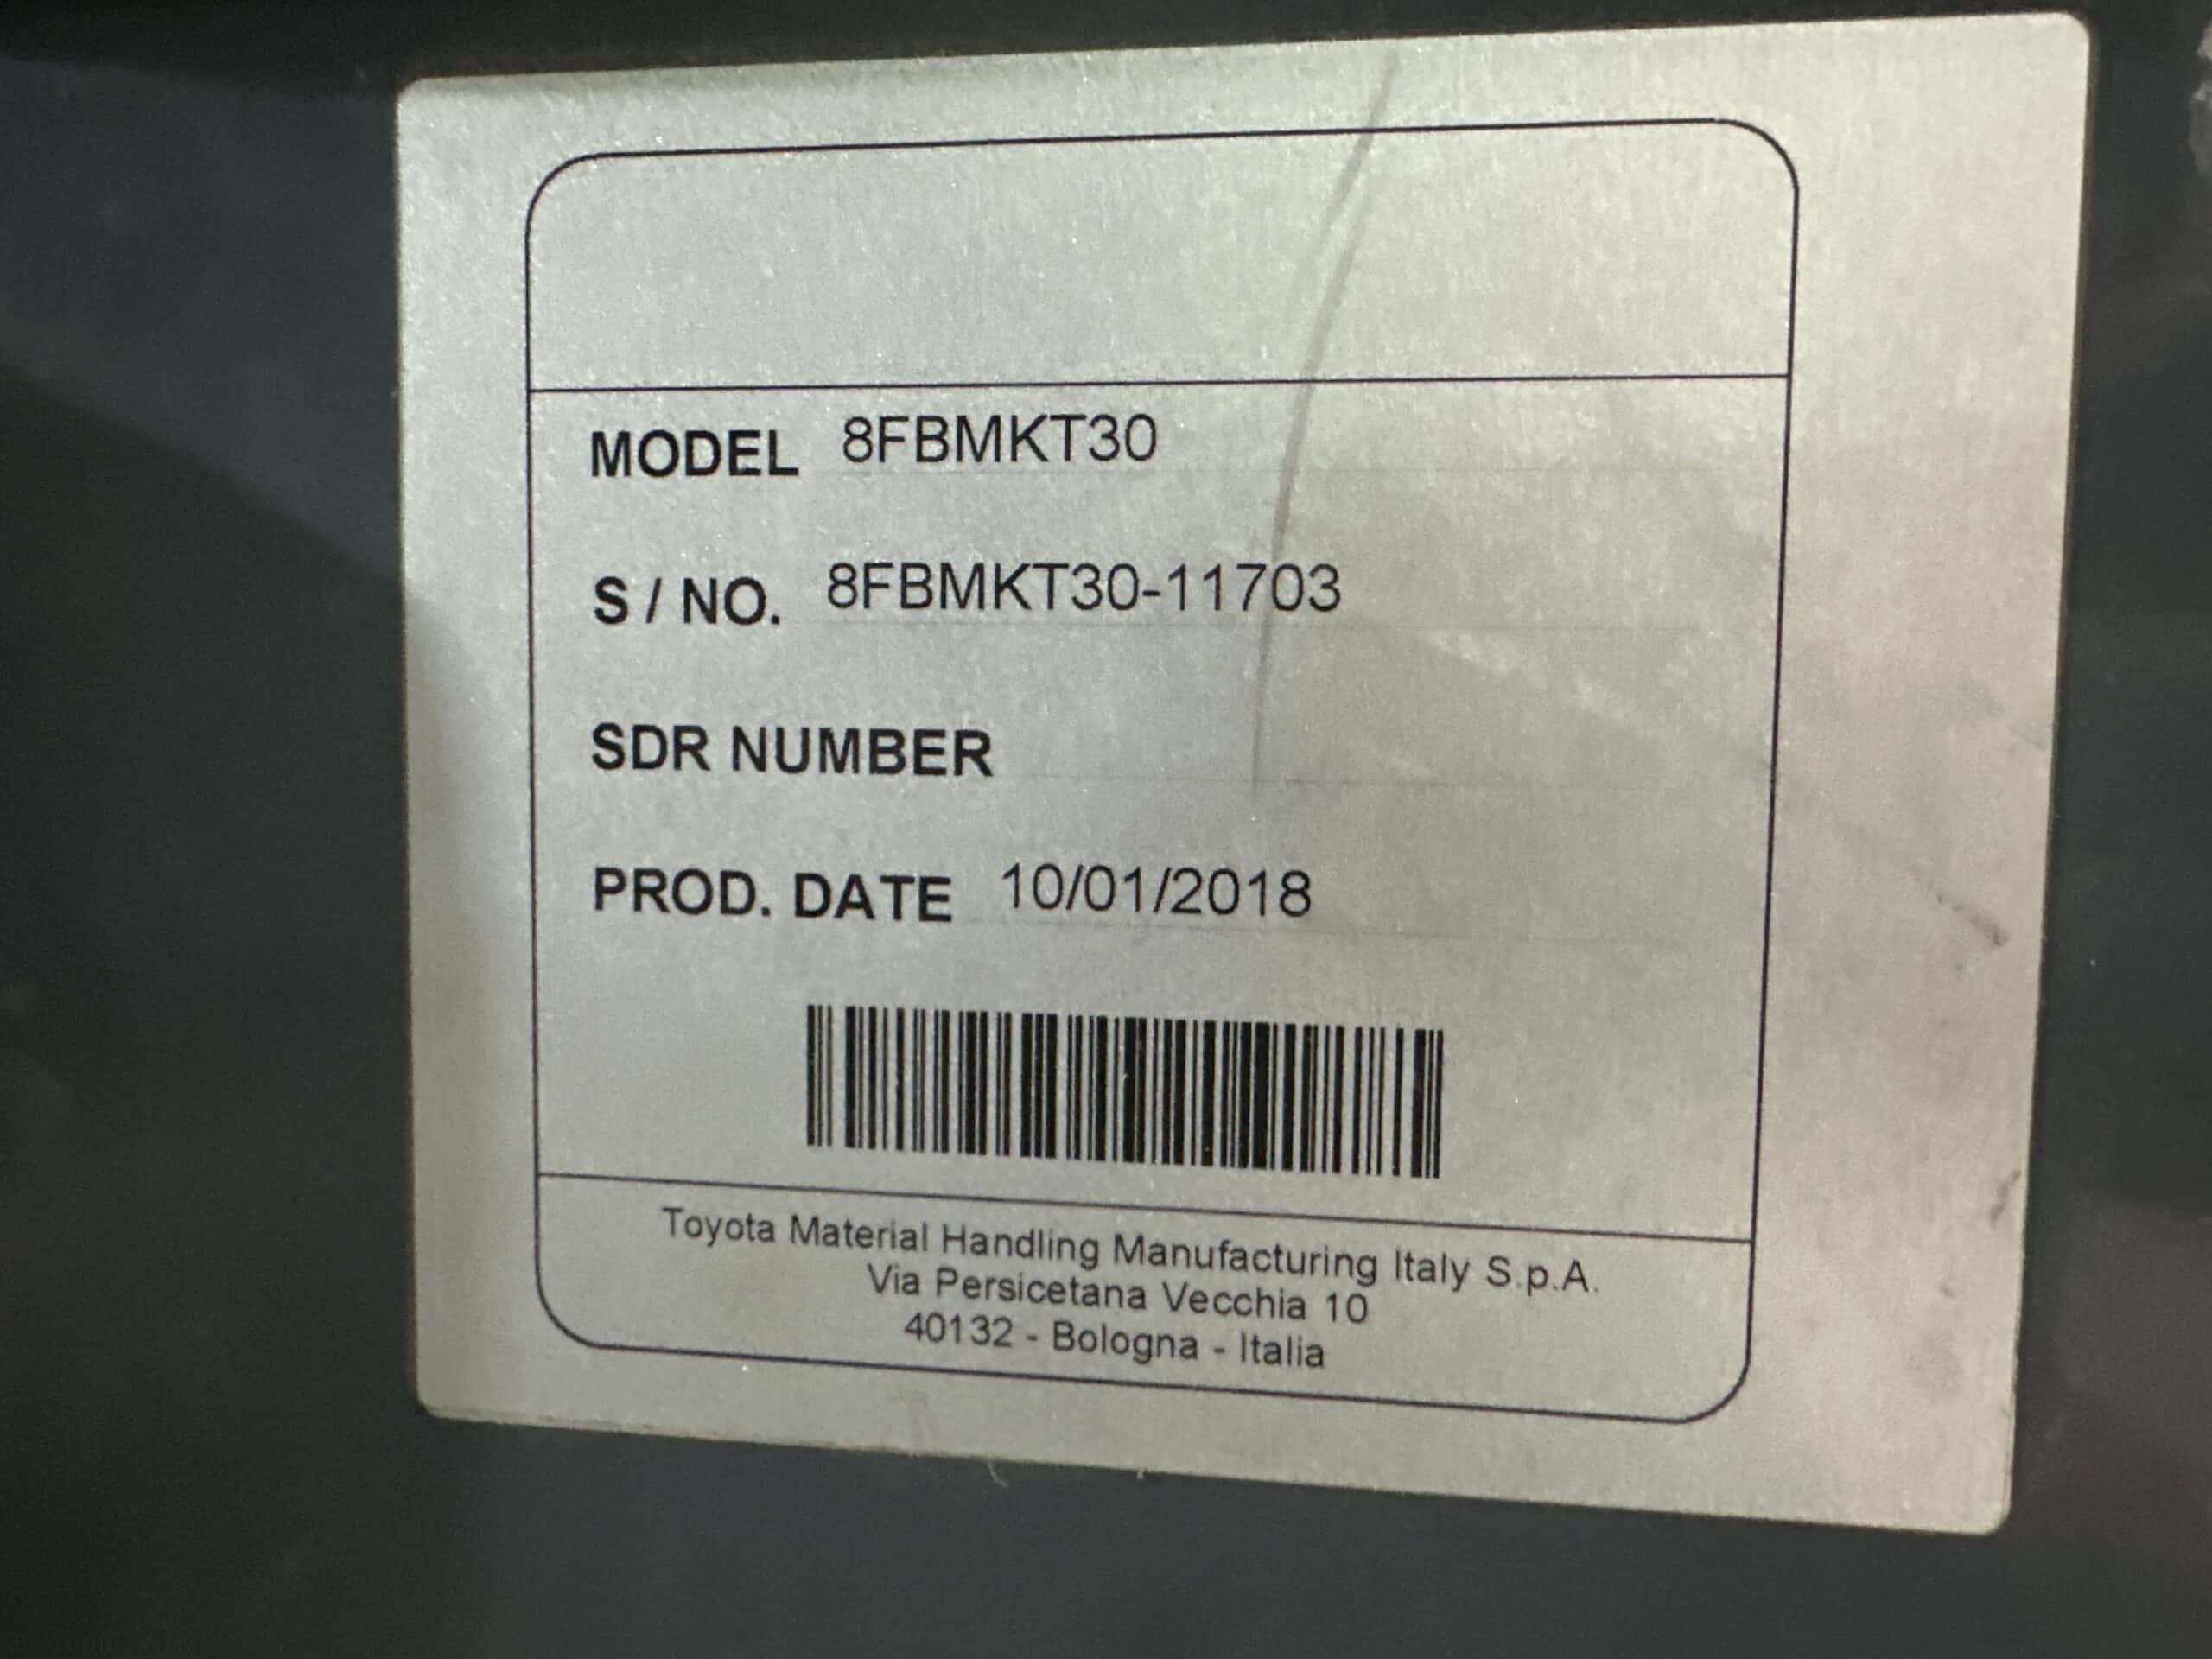 MODEL 8FBMKT30
S / NO. 8FBMKT30-11703
SDR NUMBER
PROD. DATE 10/01/2018
Toyota Material Handling Manufacturing Italy S.p.A.
Via Persicetana Vecchia 10
40132 - Bologna - Italia